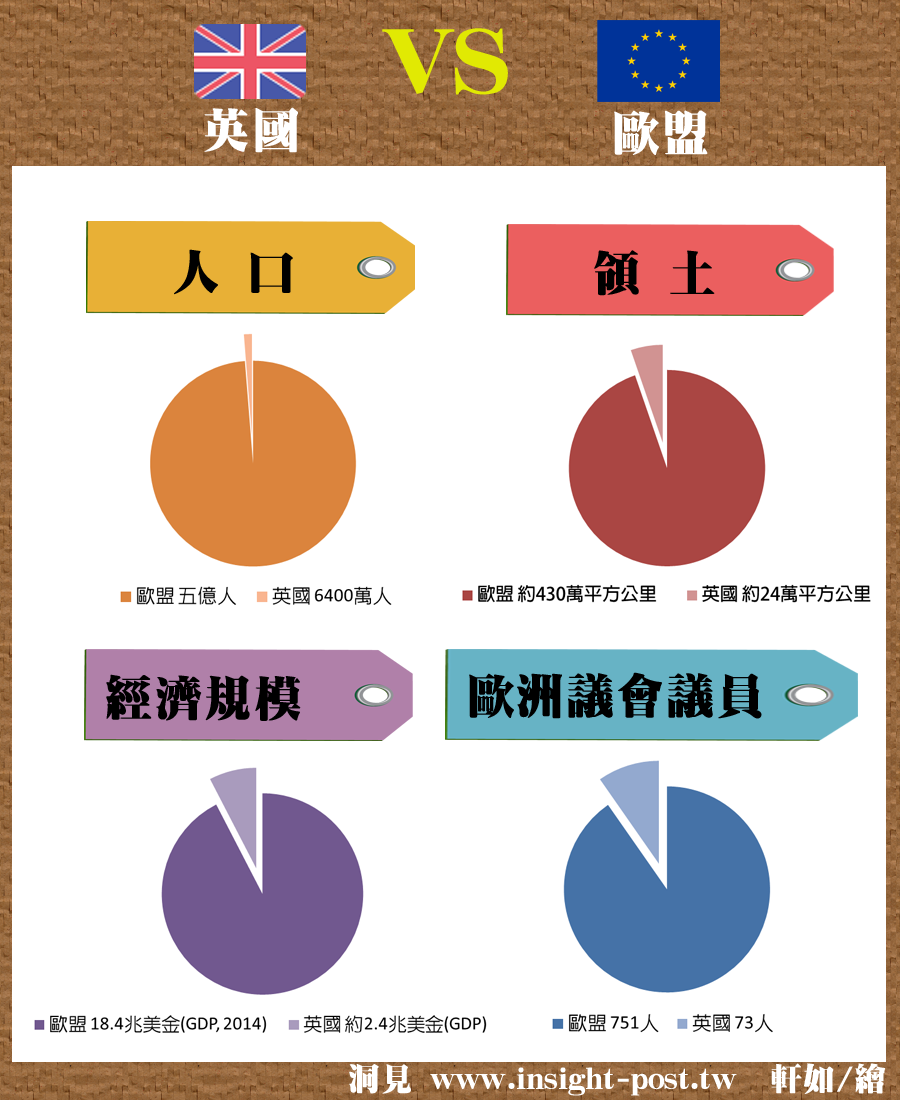 VS
英國
歐盟
人口
領土
歐盟 五億人 英國 6400萬人
歐盟 約430萬平方公里 英國 約24萬平方公里
經濟規模
歐洲議會議員
歐盟 18.4兆美金(GDP, 2014) 英國 約2.4兆美金(GDP)
歐盟 751人 英國 73人
洞見 www.insight-post.tw 軒如/繪